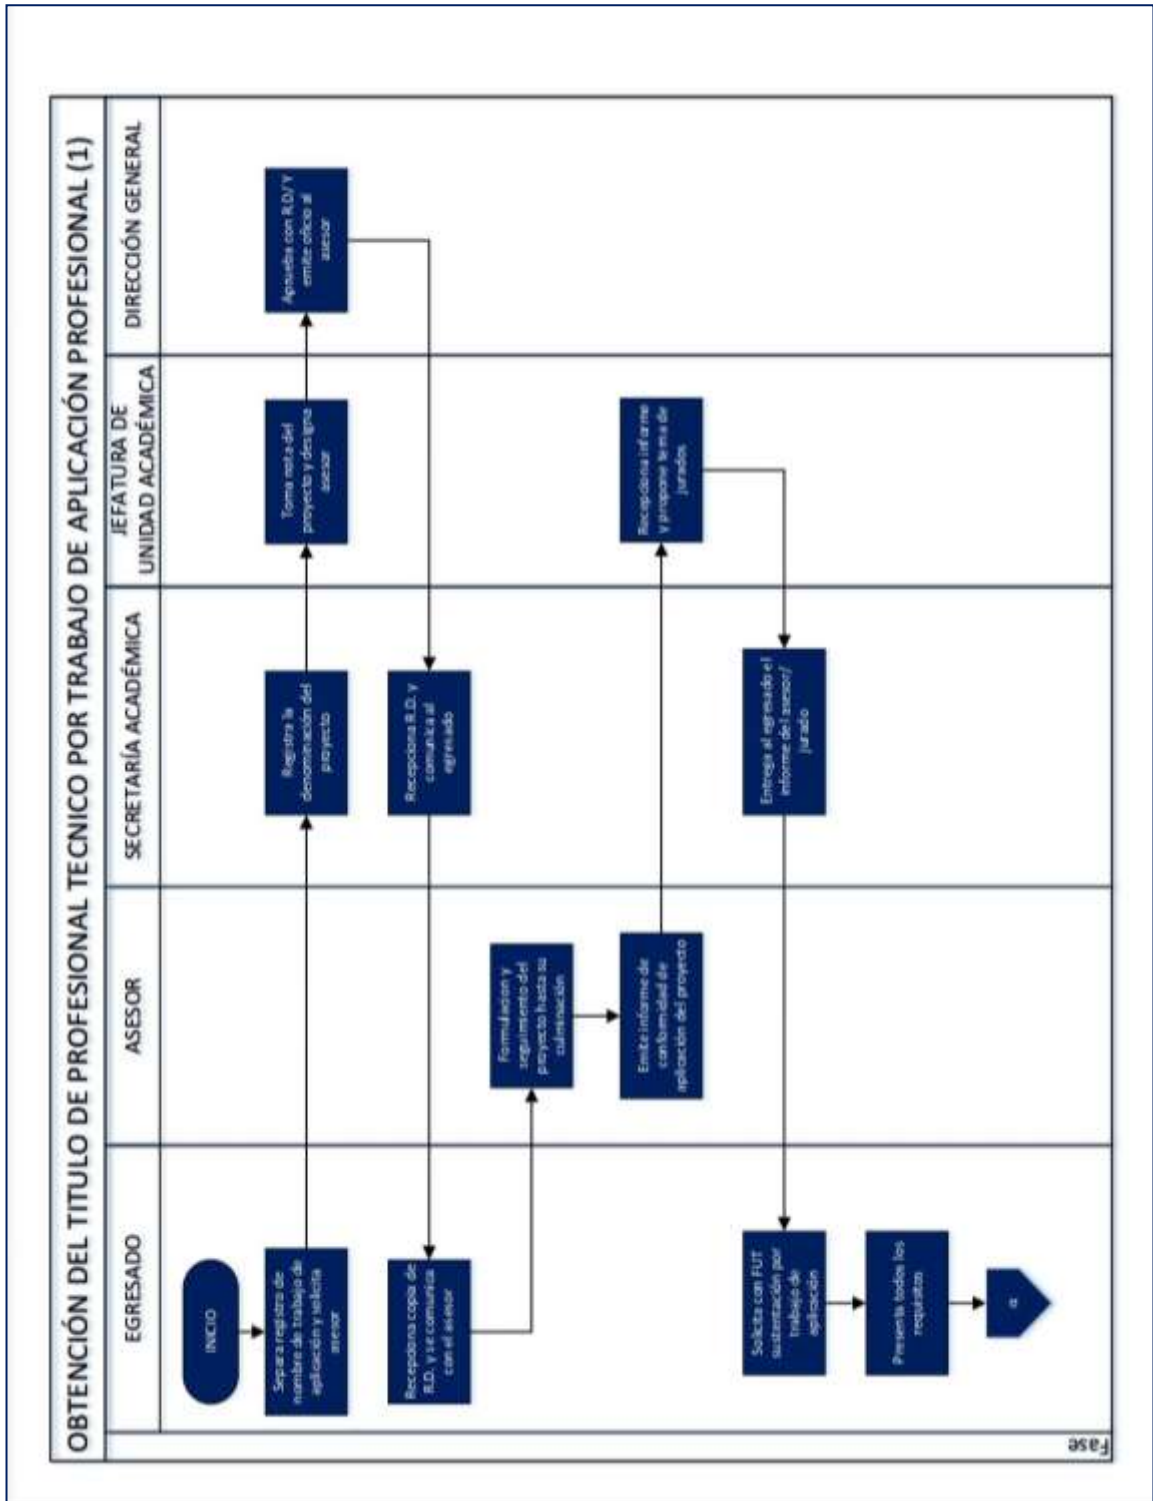 OBTENCIÓN DEL TITULO DE PROFESIONAL TECNICO POR TRABAJO DE APLICACIÓN PROFESIONAL (1)
EGRESADO
ASESOR
SECRETARÍA ACADÉMICA
JEFATURA DE
UNIDAD ACADÉMICA
DIRECCIÓN GENERAL
INICIO
Separa registro de
nombre de trabajo de
aplicación y solicita
asesor
Registra la
denominación del
proyecto
Toma nota del
proyecto y designa
asesor
Aprueba con R.D/ Y
emite oficio al
asesor
Recepciona R.D. y
comunica al
egresado
Recepciona copia de
R.D. y se comunica
con el asesor
Formulacion y
seguimiento del
proyecto hasta su
culminación
Emite informe de
conformidad de
aplicación del proyecto
Recepciona informe
y propone tema de
jurados
Entrega al egresado el
informe del asesor/
jurado
Solicita con FUT
sustentación por
trabajo de
aplicación
Presenta todos los
requisitos
α
Fase